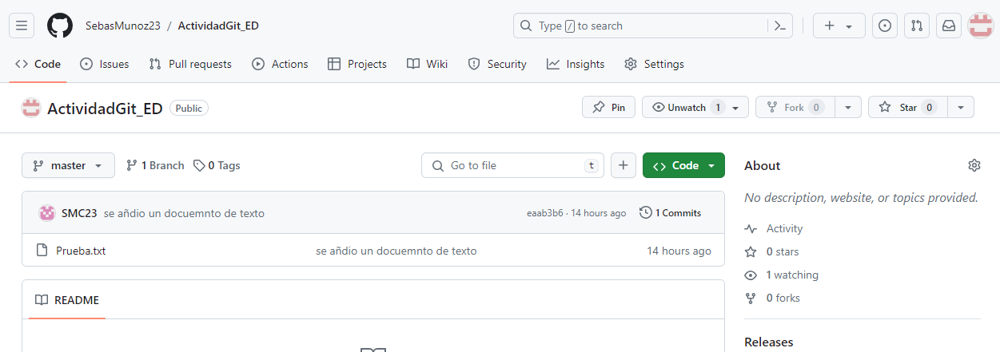 SebasMunoz23 / ActividadGit_ED Type / to search
Code Issues Pull requests Actions Projects Wiki Security Insights Settings
ActividadGit_ED Public Pin Unwatch 1 Fork 0 Star 0
master 1 Branch 0 Tags Go to file t Code
About
No description, website, or topics provided.
SMC23 se añdio un docuemnto de texto eaab3b6 · 14 hours ago 1 Commits
Prueba.txt se añdio un docuemnto de texto 14 hours ago
Activity
0 stars
1 watching
0 forks
README
Releases